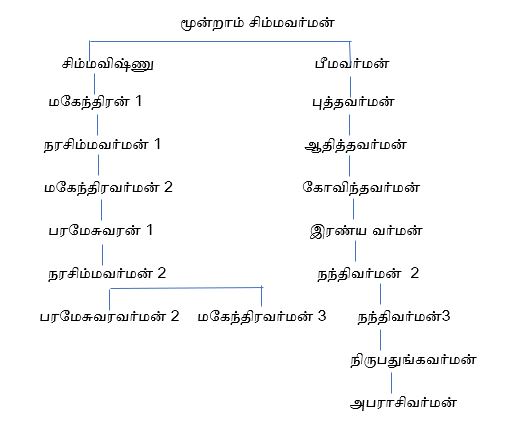 மூன்றாம் சிம்மவர்மன்
சிம்மவிஷ்ணு பீமவர்மன்
மகேந்திரன் 1 புத்தவர்மன்
நரசிம்மவர்மன் 1 ஆதித்தவர்மன்
மகேந்திரவர்மன் 2 கோவிந்தவர்மன்
பரமேசுவரன் 1 இரண்ய வர்மன்
நரசிம்மவர்மன் 2 நந்திவர்மன் 2
பரமேசுவரவர்மன் 2 மகேந்திரவர்மன் 3 நந்திவர்மன்3
நிருபதுங்கவர்மன்
அபராசிவர்மன்